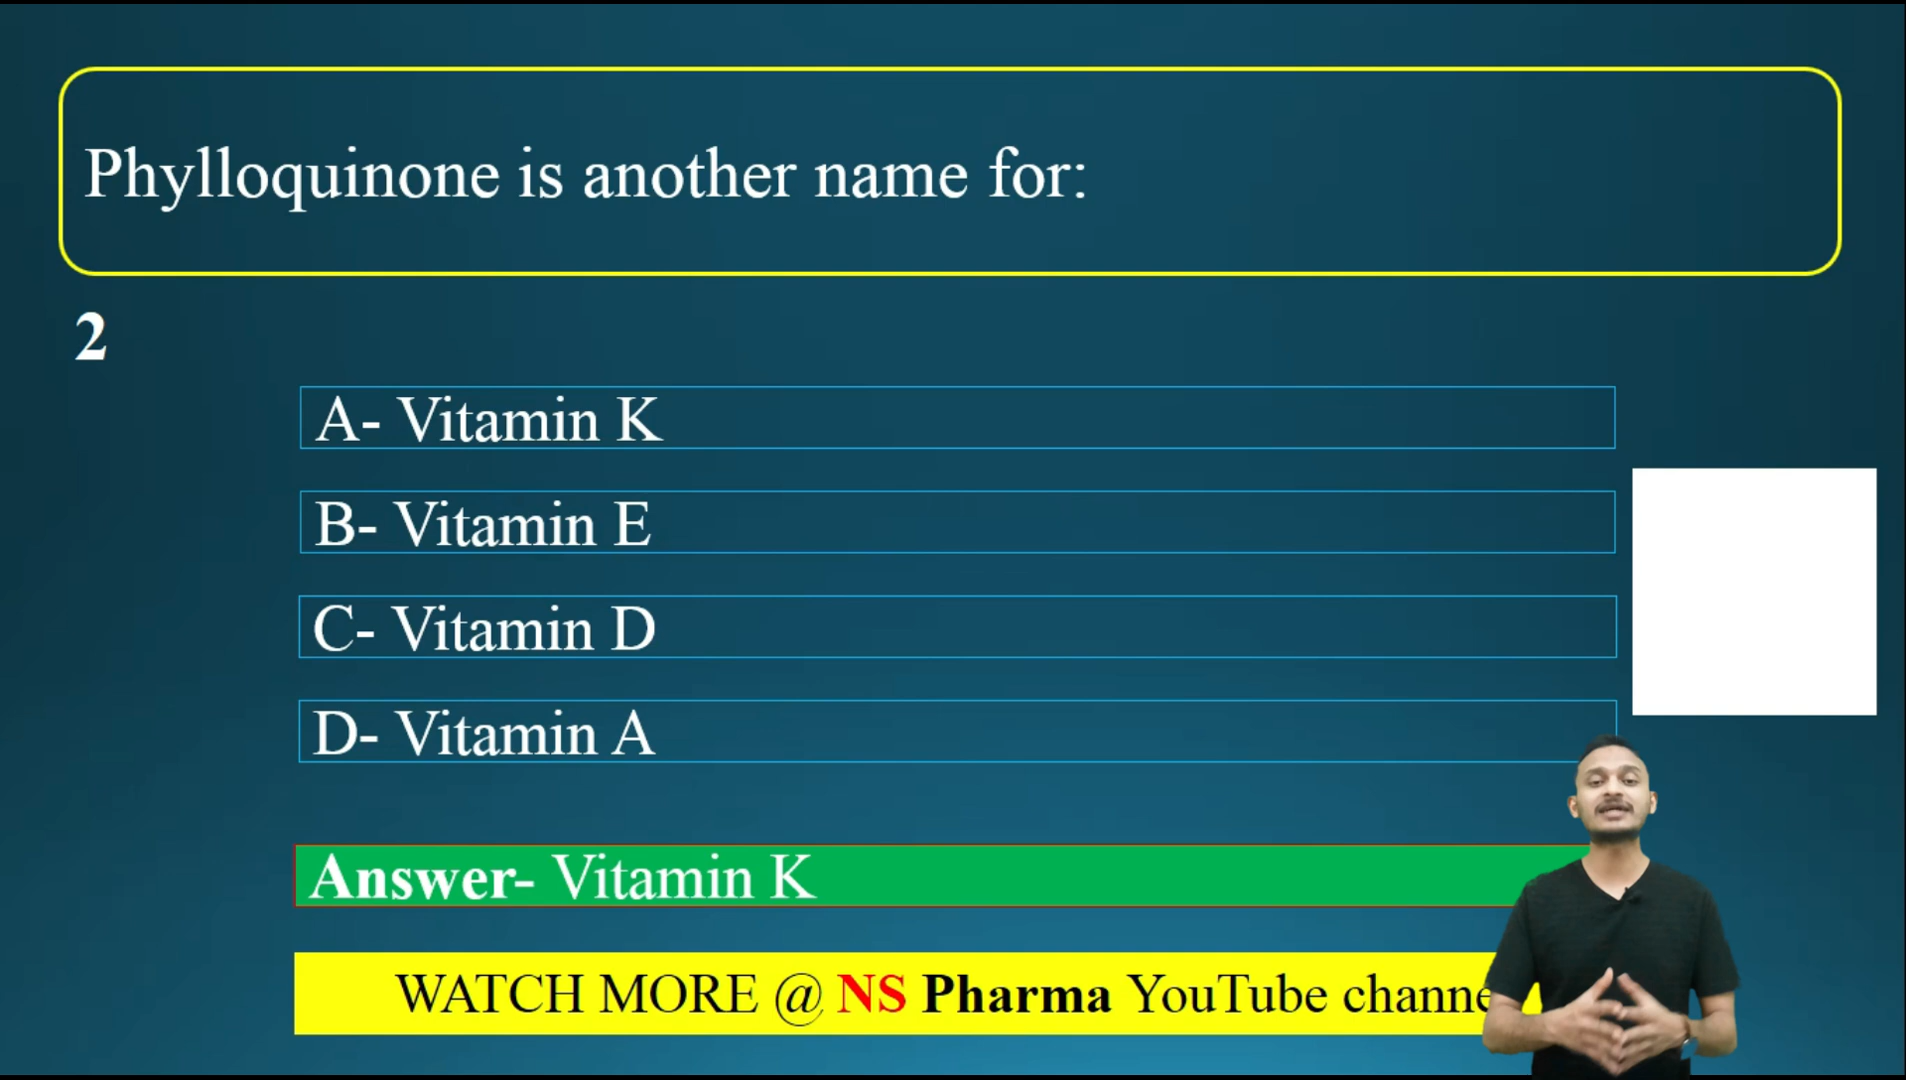 Phylloquinone is another name for:
2
A- Vitamin K
B- Vitamin E
C- Vitamin D
D- Vitamin A
Answer- Vitamin K
WATCH MORE @ NS Pharma YouTube channe